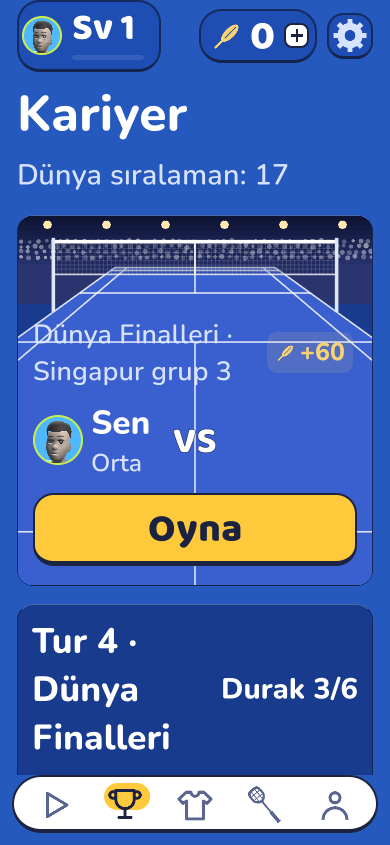 Sv 1
0
Kariyer
Dünya sıralaman: 17
Dünya Finalleri ·
Singapur grup 3
+60
Sen
Orta
VS
Oyna
Tur 4 ·
Dünya
Finalleri
Durak 3/6